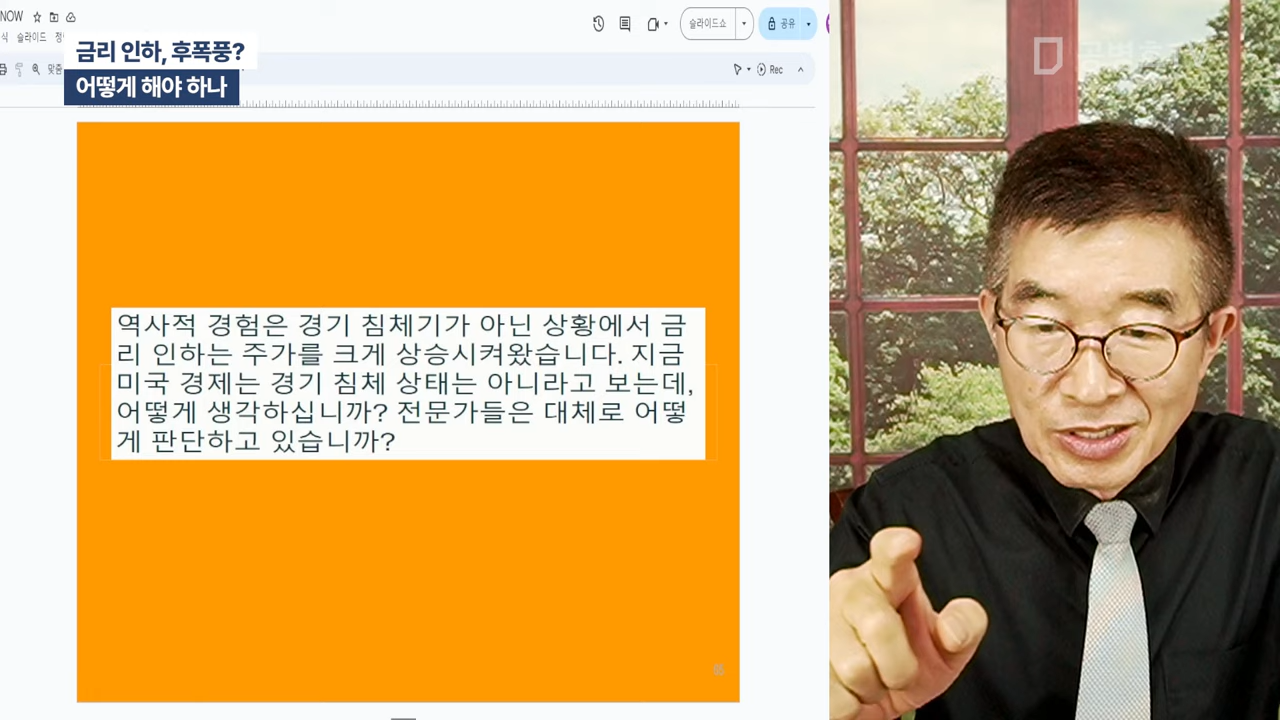 NOW
슬라이드
슬라이드쇼
공유
Rec
금리 인하, 후폭풍?
어떻게 해야 하나
역사적 경험은 경기 침체기가 아닌 상황에서 금
리 인하는 주가를 크게 상승시켜왔습니다. 지금
미국 경제는 경기 침체 상태는 아니라고 보는데,
어떻게 생각하십니까? 전문가들은 대체로 어떻
게 판단하고 있습니까?